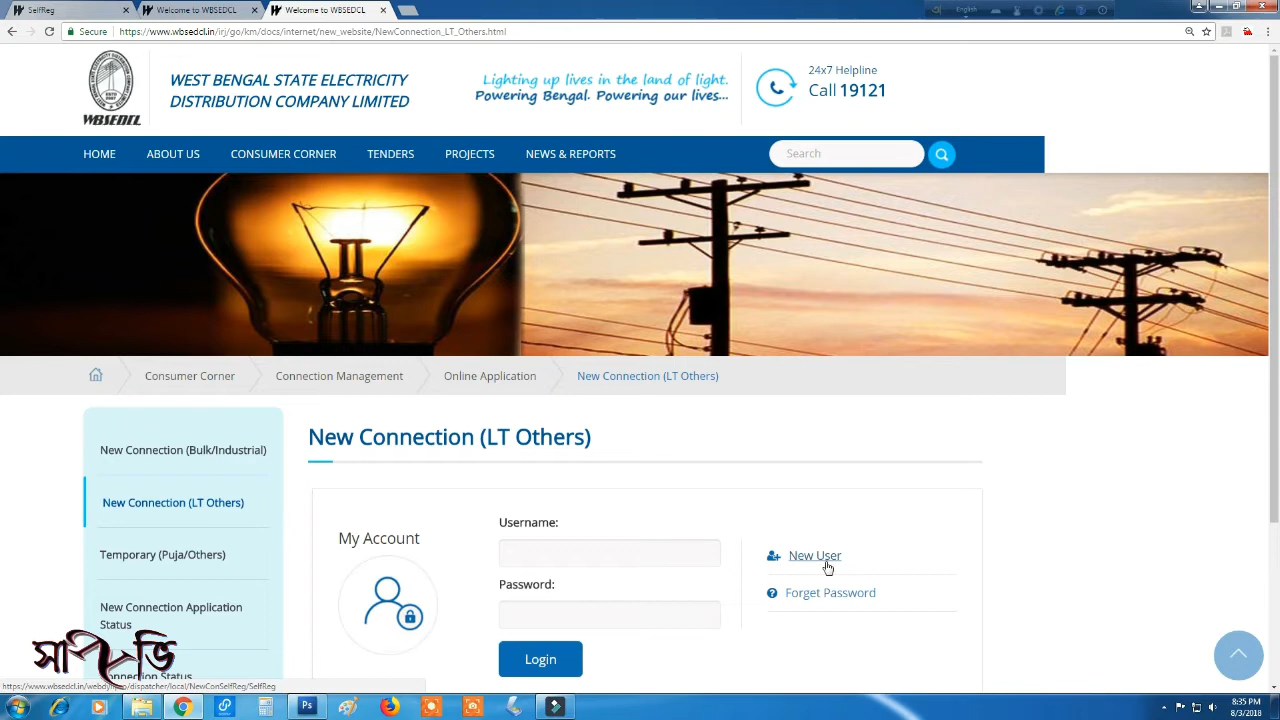 SelfReg
Welcome to WBSEDCL
Welcome to WBSEDCL
English
Secure
https://www.wbsedcl.in/irj/go/km/docs/internet/new_website/NewConnection_LT_Others.html
WBSEDCL
WEST BENGAL STATE ELECTRICITY
DISTRIBUTION COMPANY LIMITED
Lighting up lives in the land of light.
Powering Bengal. Powering our lives...
24x7 Helpline
Call 19121
HOME
ABOUT US
CONSUMER CORNER
TENDERS
PROJECTS
NEWS & REPORTS
Search
Consumer Corner
Connection Management
Online Application
New Connection (LT Others)
New Connection (Bulk/Industrial)
New Connection (LT Others)
Temporary (Puja/Others)
New Connection Application
Status
Connection Status
New Connection (LT Others)
My Account
Username:
Password:
Login
New User
Forget Password
8:35 PM
8/3/2018